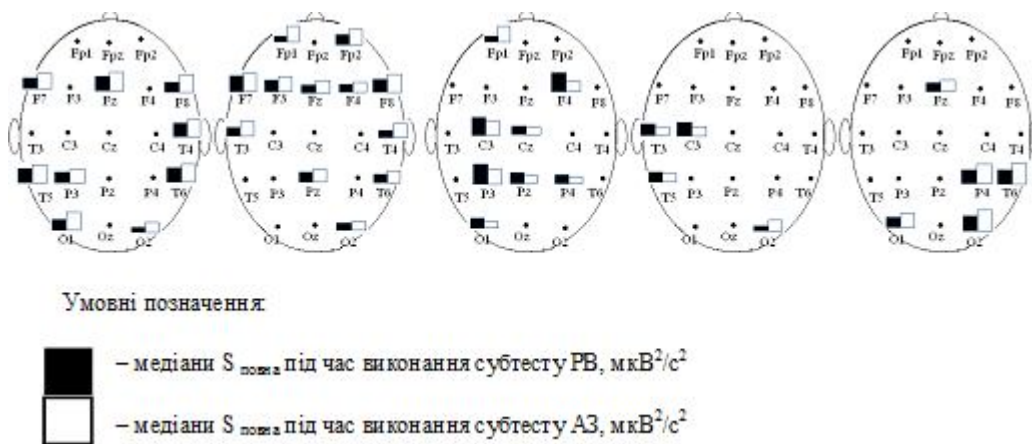 Fp1 Fpz Fp2 Fp1 Fpz Fp2 Fp1 Fpz Fp2 Fp1 Fpz Fp2 Fp1 Fpz Fp2
F7 F3 Fz F4 F8 F7 F3 Fz F4 F8 F7 F3 Fz F4 F8 F7 F3 Fz F4 F8 F7 F3 Fz F4 F8
T3 C3 Cz C4 T4 T3 C3 Cz C4 T4 T3 C3 Cz C4 T4 T3 C3 Cz C4 T4 T3 C3 Cz C4 T4
T5 P3 Pz P4 T6 T5 P3 Pz P4 T6 T5 P3 Pz P4 T6 T5 P3 Pz P4 T6 T5 P3 Pz P4 T6
O1 Oz O2 O1 Oz O2 O1 Oz O2 O1 Oz O2 O1 Oz O2
Умовні позначення:
– медіани S повна під час виконання субтесту РВ, мкВ²/с²
– медіани S повна під час виконання субтесту АЗ, мкВ²/с²